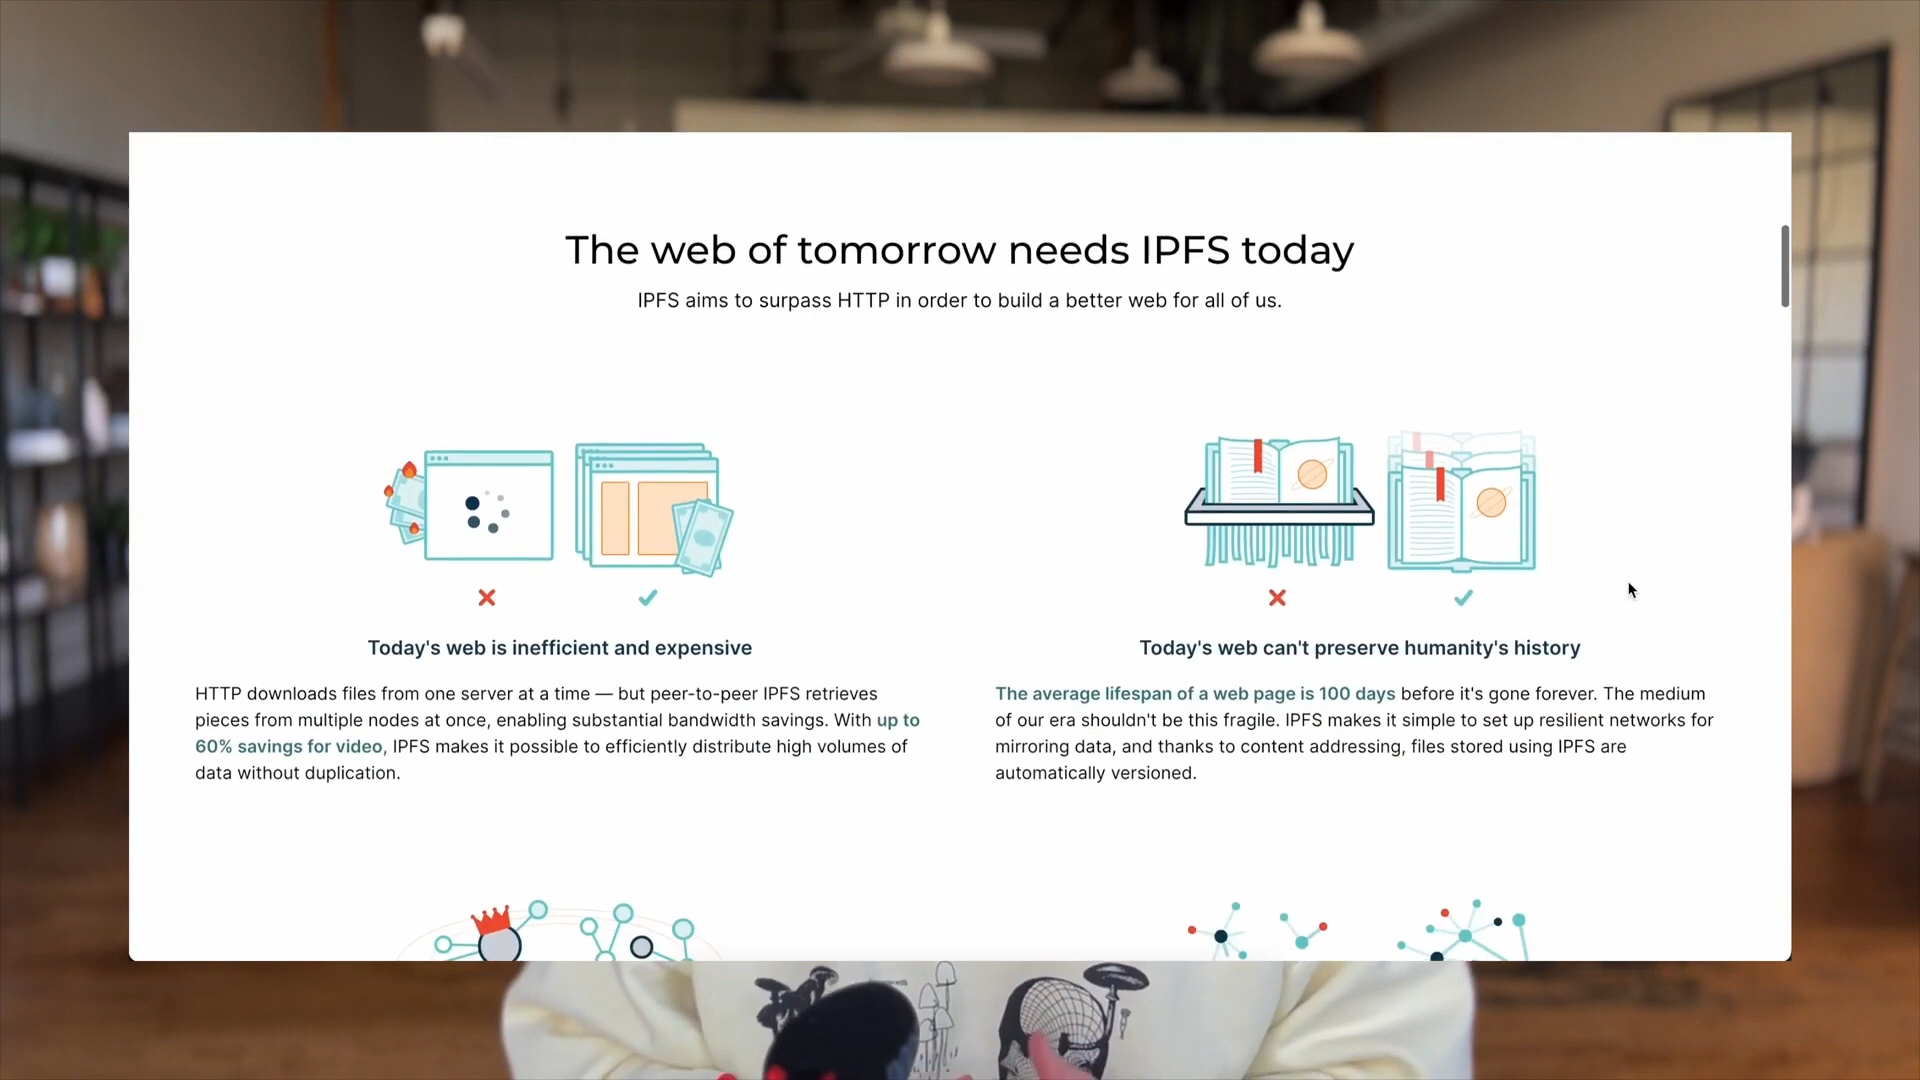 The web of tomorrow needs IPFS today
IPFS aims to surpass HTTP in order to build a better web for all of us.
Today's web is inefficient and expensive
HTTP downloads files from one server at a time — but peer-to-peer IPFS retrieves
pieces from multiple nodes at once, enabling substantial bandwidth savings. With up to
60% savings for video, IPFS makes it possible to efficiently distribute high volumes of
data without duplication.
Today's web can't preserve humanity's history
The average lifespan of a web page is 100 days before it's gone forever. The medium
of our era shouldn't be this fragile. IPFS makes it simple to set up resilient networks for
mirroring data, and thanks to content addressing, files stored using IPFS are
automatically versioned.